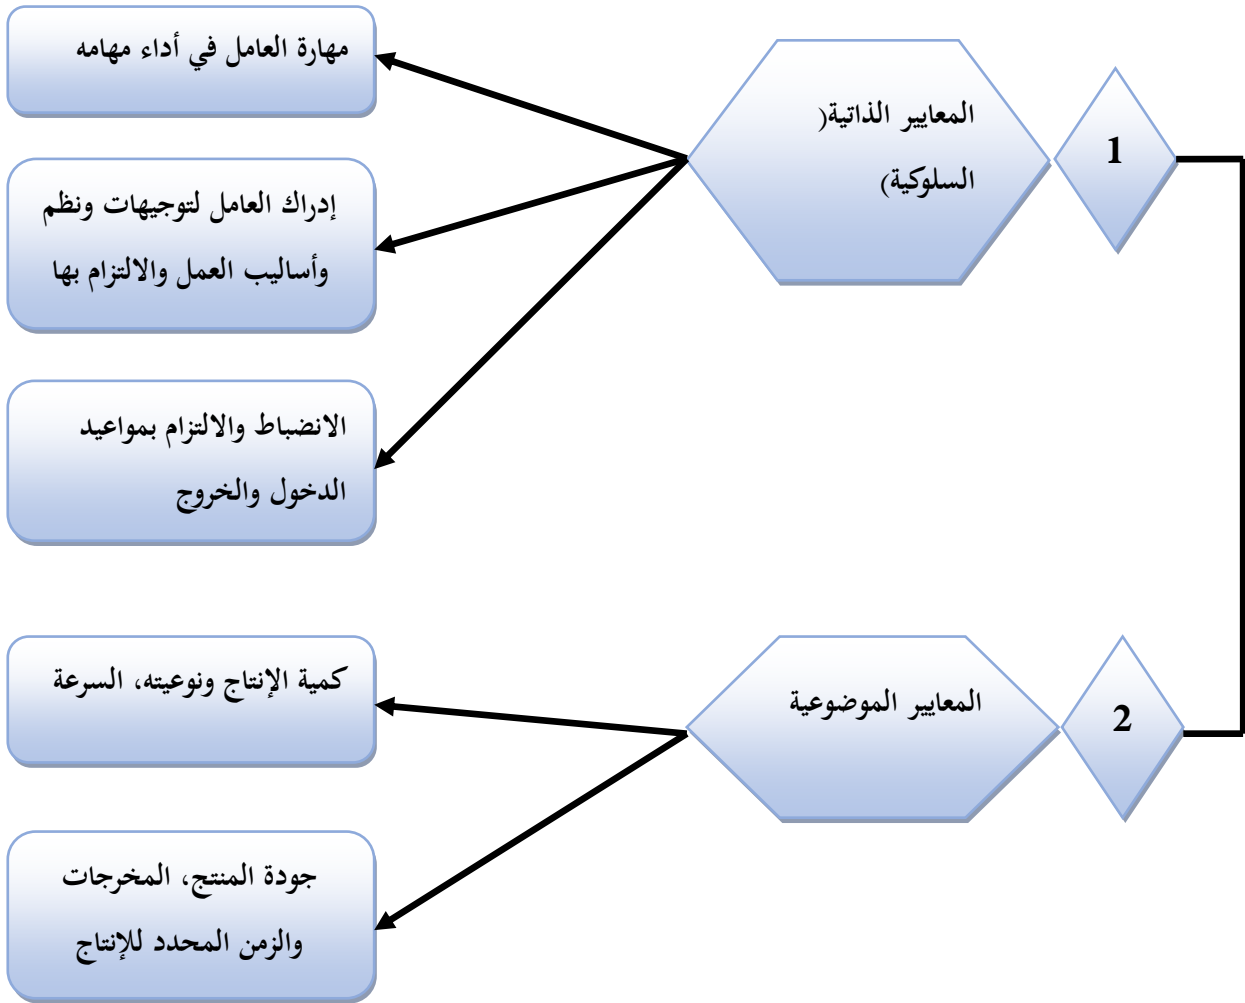 1
المعايير الذاتية(
السلوكية)
مهارة العامل في أداء مهامه
إدراك العامل لتوجيهات ونظم
وأساليب العمل والالتزام بها
الانضباط والالتزام بمواعيد
الدخول والخروج
2
المعايير الموضوعية
كمية الإنتاج ونوعيته، السرعة
جودة المنتج، المخرجات
والزمن المحدد للإنتاج